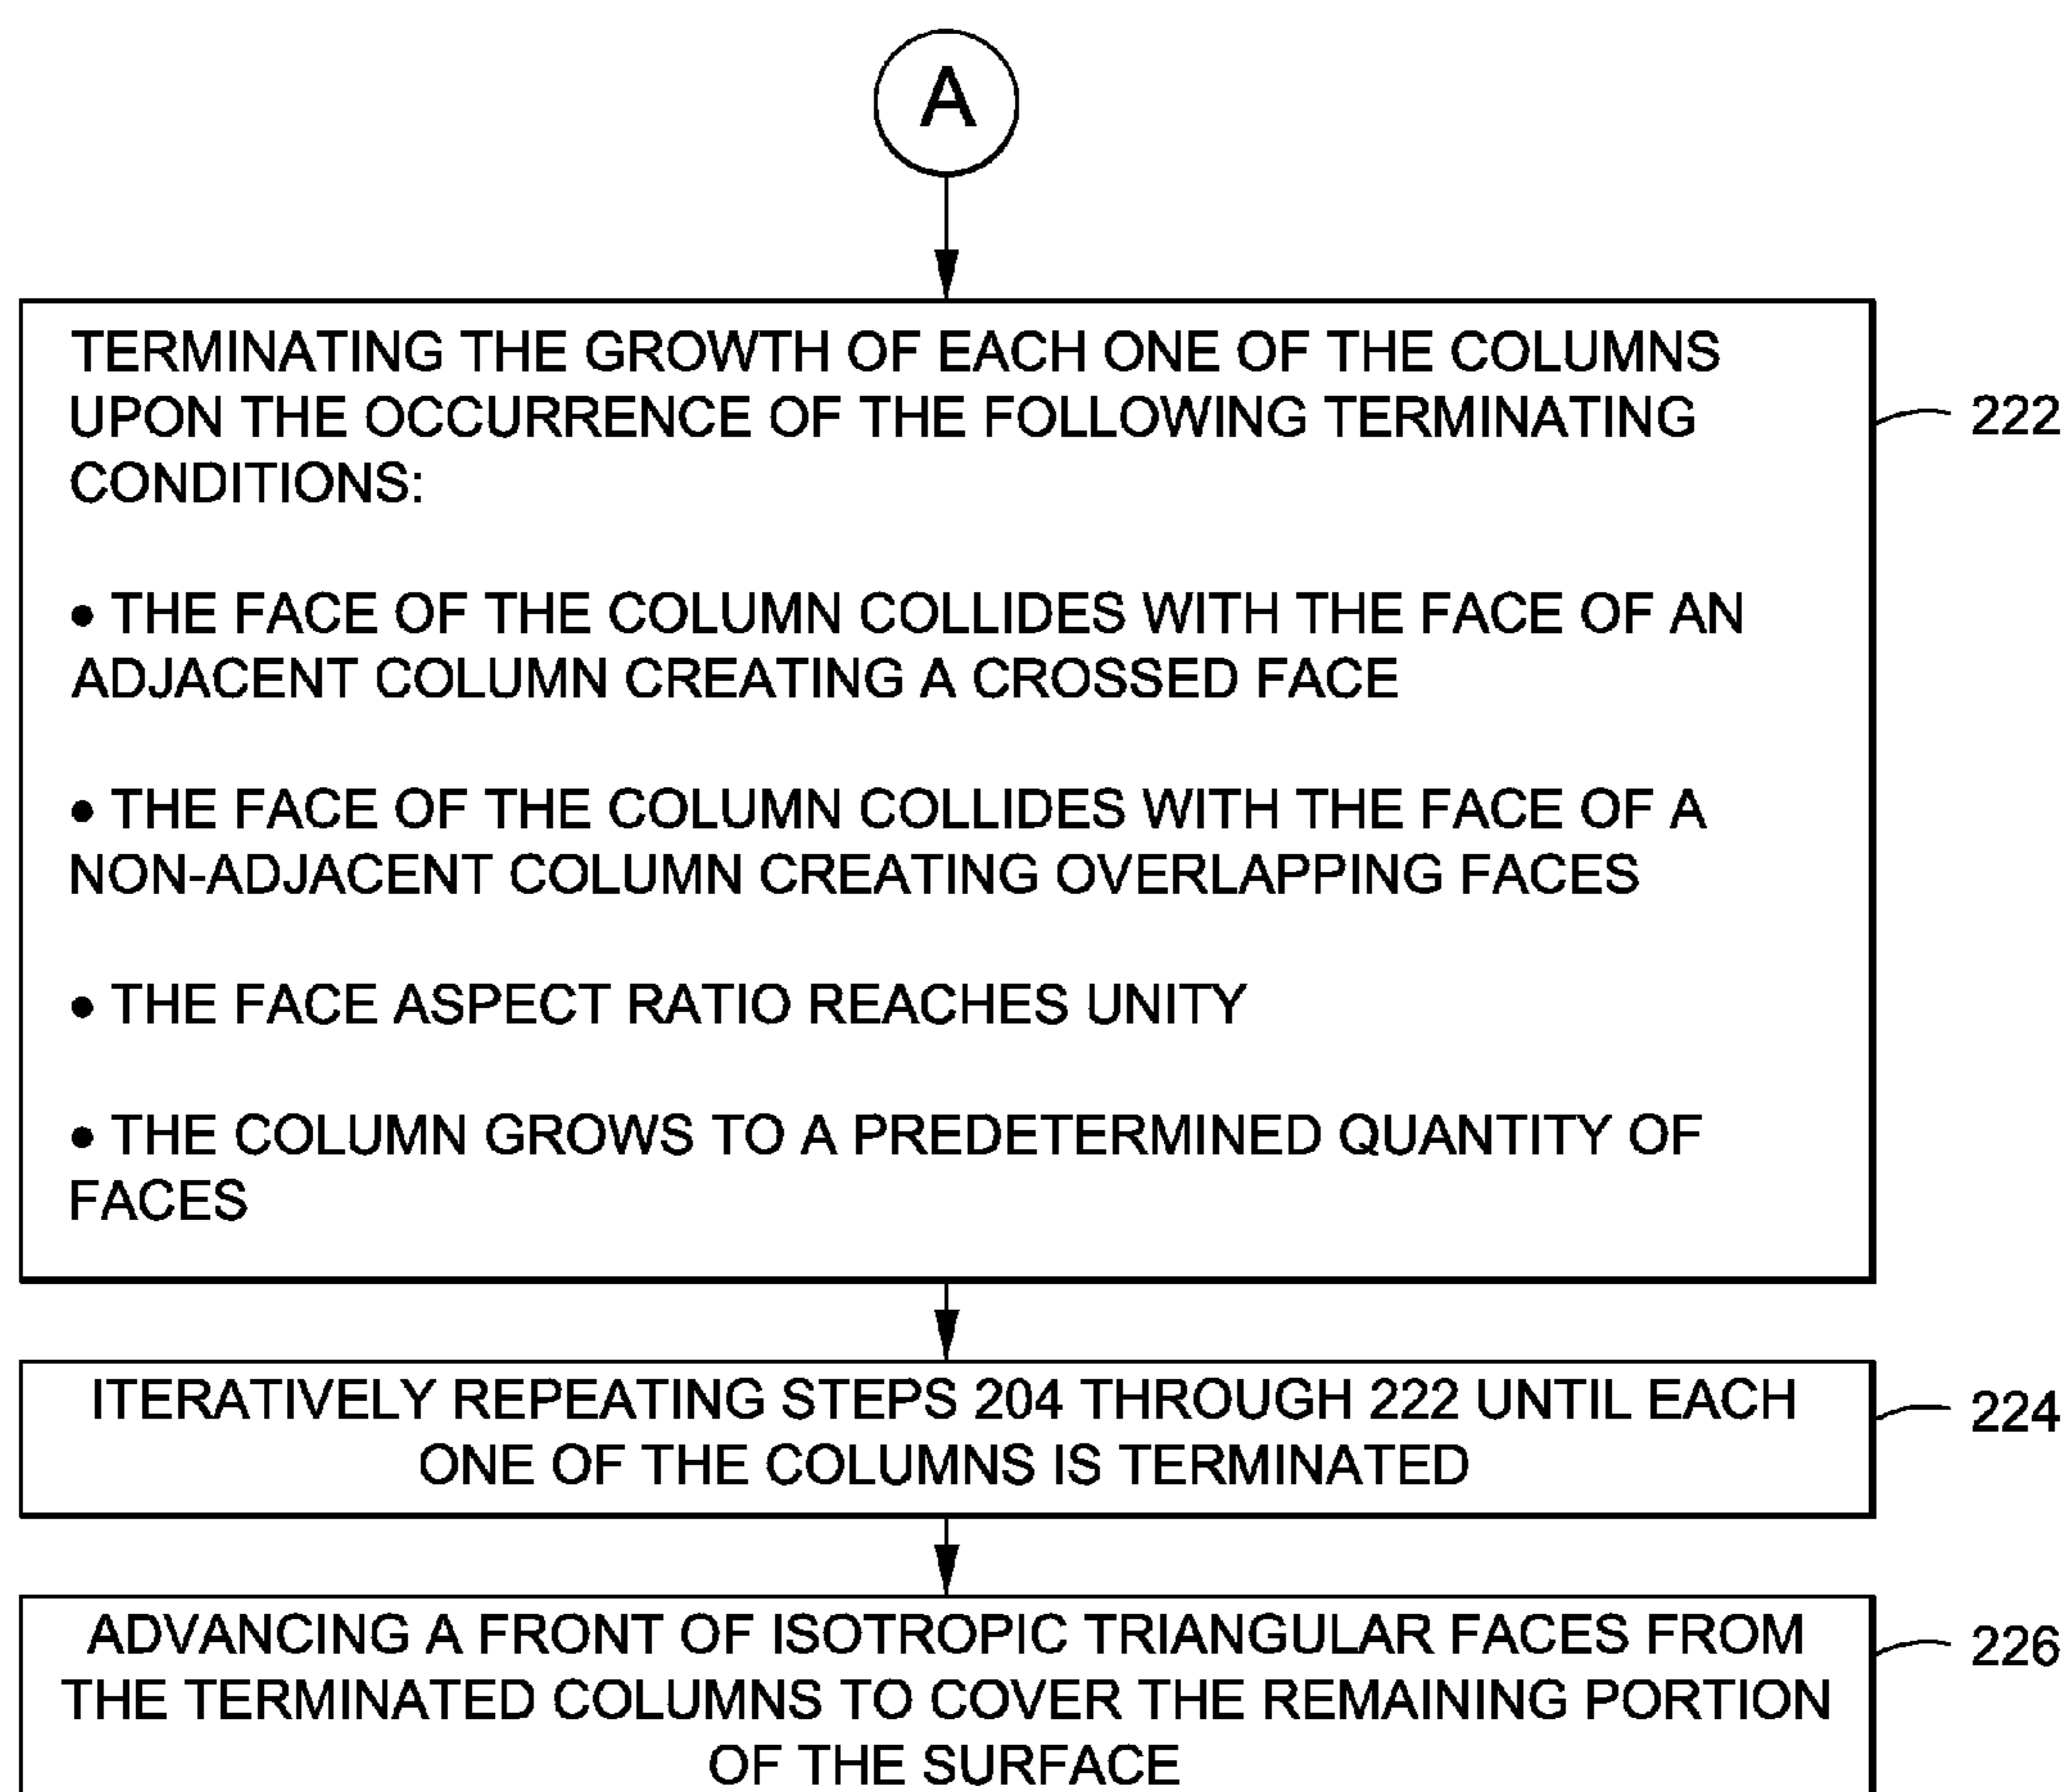 A
TERMINATING THE GROWTH OF EACH ONE OF THE COLUMNS
UPON THE OCCURRENCE OF THE FOLLOWING TERMINATING
CONDITIONS:
• THE FACE OF THE COLUMN COLLIDES WITH THE FACE OF AN
ADJACENT COLUMN CREATING A CROSSED FACE
• THE FACE OF THE COLUMN COLLIDES WITH THE FACE OF A
NON-ADJACENT COLUMN CREATING OVERLAPPING FACES
• THE FACE ASPECT RATIO REACHES UNITY
• THE COLUMN GROWS TO A PREDETERMINED QUANTITY OF
FACES
222
ITERATIVELY REPEATING STEPS 204 THROUGH 222 UNTIL EACH
ONE OF THE COLUMNS IS TERMINATED
224
ADVANCING A FRONT OF ISOTROPIC TRIANGULAR FACES FROM
THE TERMINATED COLUMNS TO COVER THE REMAINING PORTION
OF THE SURFACE
226